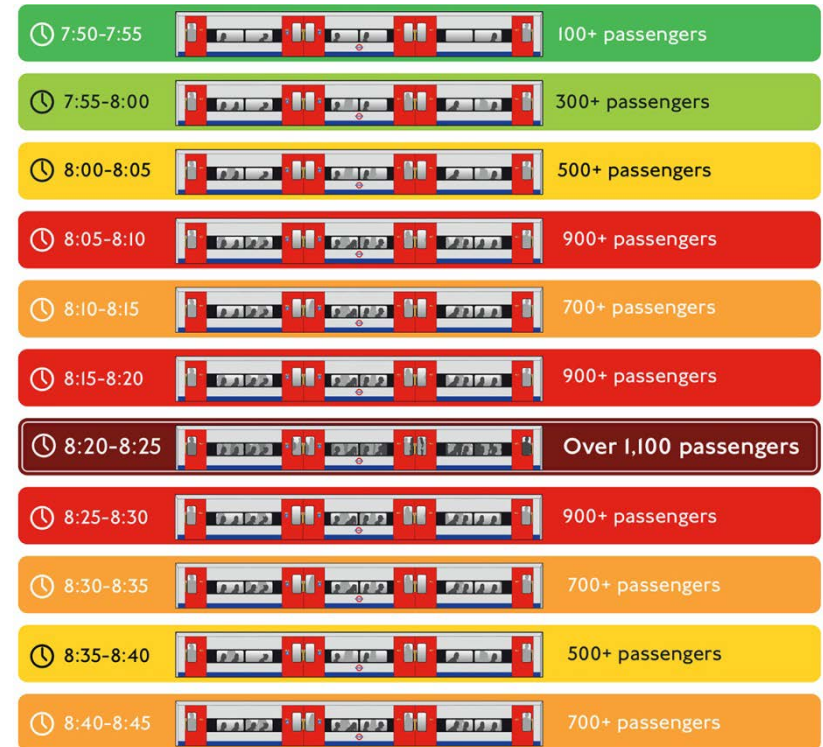 7:50-7:55 100+ passengers
7:55-8:00 300+ passengers
8:00-8:05 500+ passengers
8:05-8:10 900+ passengers
8:10-8:15 700+ passengers
8:15-8:20 900+ passengers
8:20-8:25 Over 1,100 passengers
8:25-8:30 900+ passengers
8:30-8:35 700+ passengers
8:35-8:40 500+ passengers
8:40-8:45 700+ passengers